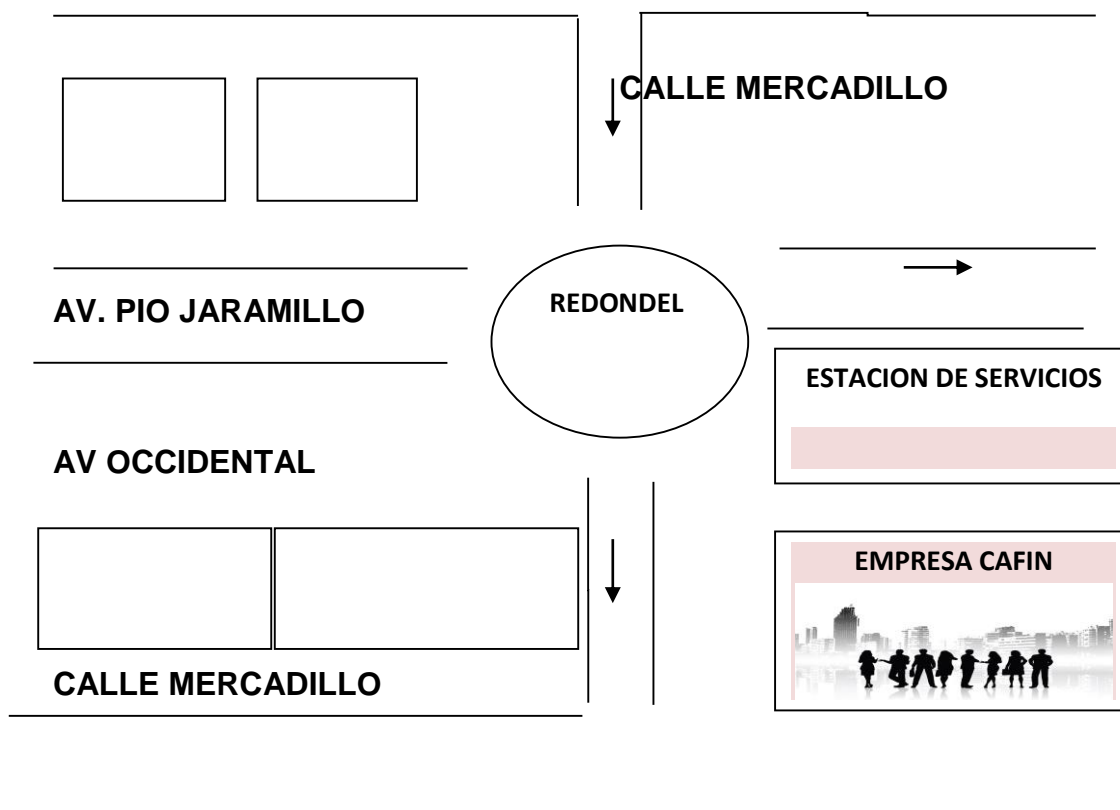 CALLE MERCADILLO
REDONDEL
AV. PIO JARAMILLO
ESTACION DE SERVICIOS
AV OCCIDENTAL
EMPRESA CAFIN
CALLE MERCADILLO